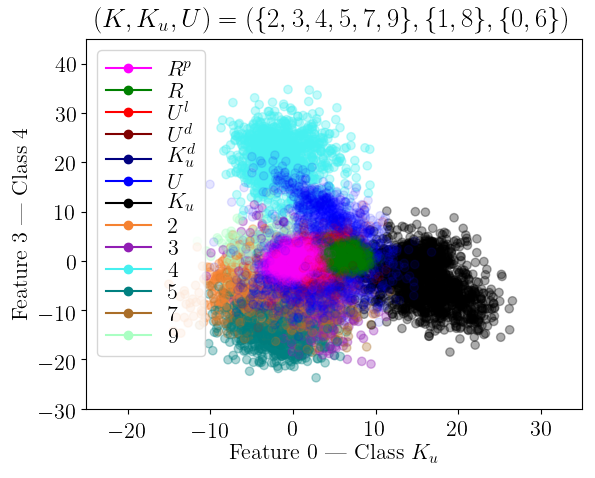 (K, K_u, U) = ({2, 3, 4, 5, 7, 9}, {1, 8}, {0, 6})
40
30
20
10
0
−10
−20
−30
Feature 3 — Class 4
R^p
R
U^l
U^d
K_u^d
U
K_u
2
3
4
5
7
9
−20 −10 0 10 20 30
Feature 0 — Class K_u